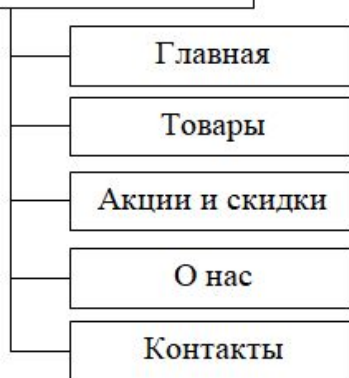 Главная
Товары
Акции и скидки
О нас
Контакты